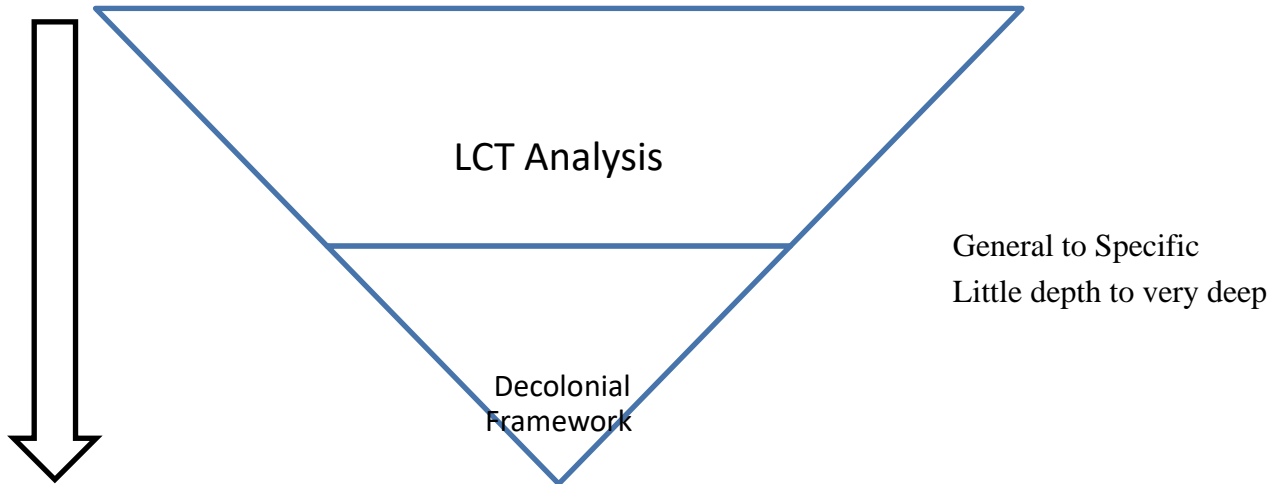 LCT Analysis
General to Specific
Little depth to very deep
Decolonial
Framework